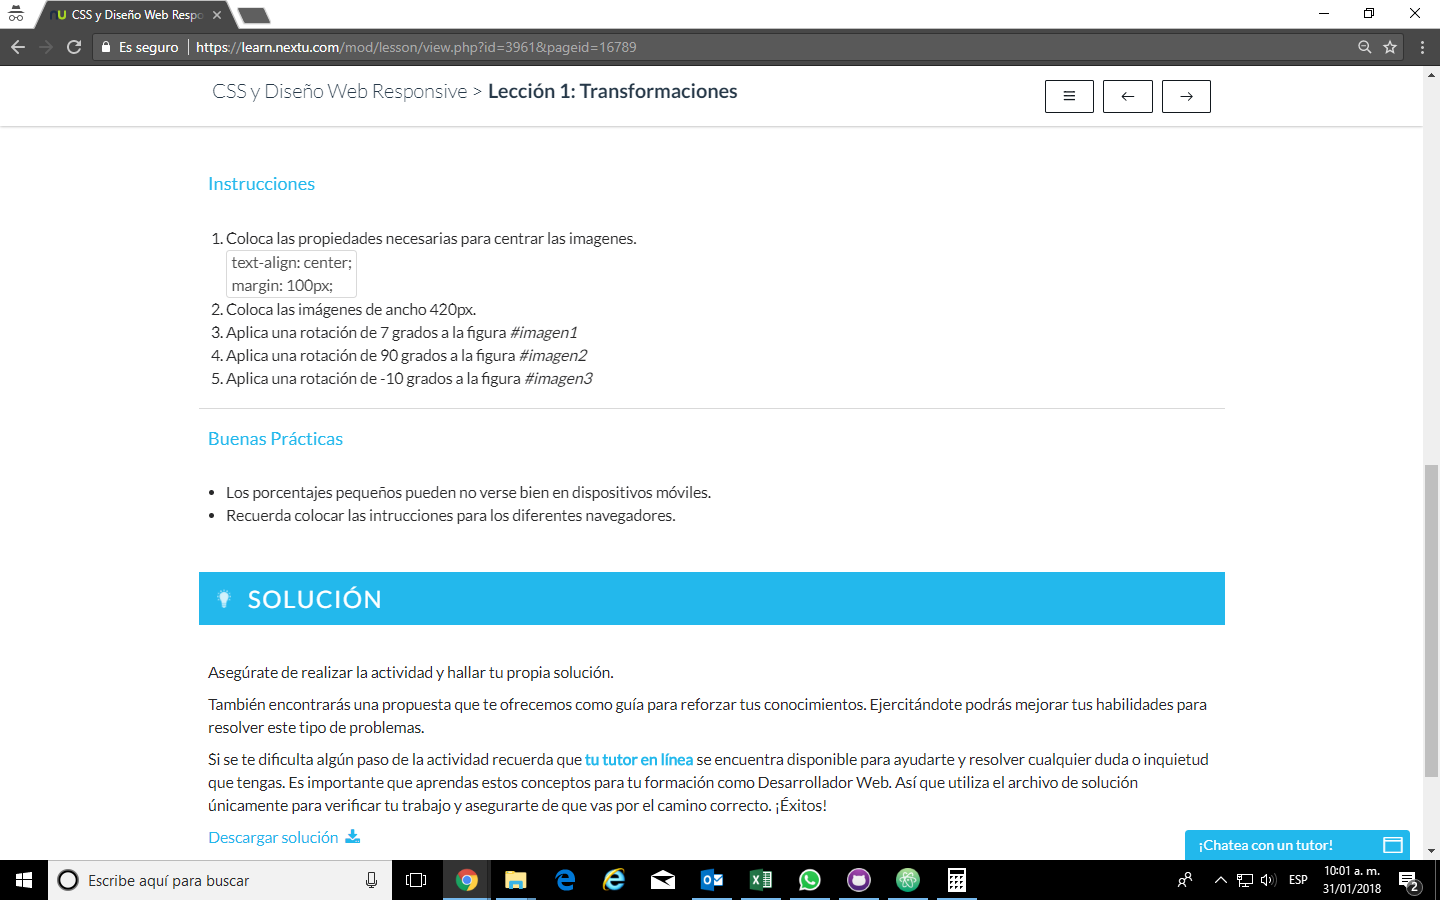 CSS y Diseño Web Respo
Es seguro
https://learn.nextu.com/mod/lesson/view.php?id=3961&pageid=16789
CSS y Diseño Web Responsive > Lección 1: Transformaciones
Instrucciones
1. Coloca las propiedades necesarias para centrar las imagenes.
text-align: center;
margin: 100px;
2. Coloca las imágenes de ancho 420px.
3. Aplica una rotación de 7 grados a la figura #imagen1
4. Aplica una rotación de 90 grados a la figura #imagen2
5. Aplica una rotación de -10 grados a la figura #imagen3
Buenas Prácticas
• Los porcentajes pequeños pueden no verse bien en dispositivos móviles.
• Recuerda colocar las intrucciones para los diferentes navegadores.
SOLUCIÓN
Asegúrate de realizar la actividad y hallar tu propia solución.
También encontrarás una propuesta que te ofrecemos como guía para reforzar tus conocimientos. Ejercitándote podrás mejorar tus habilidades para
resolver este tipo de problemas.
Si se te dificulta algún paso de la actividad recuerda que tu tutor en línea se encuentra disponible para ayudarte y resolver cualquier duda o inquietud
que tengas. Es importante que aprendas estos conceptos para tu formación como Desarrollador Web. Así que utiliza el archivo de solución
únicamente para verificar tu trabajo y asegurarte de que vas por el camino correcto. ¡Éxitos!
Descargar solución
¡Chatea con un tutor!
Escribe aquí para buscar
ESP
10:01 a. m.
31/01/2018
2